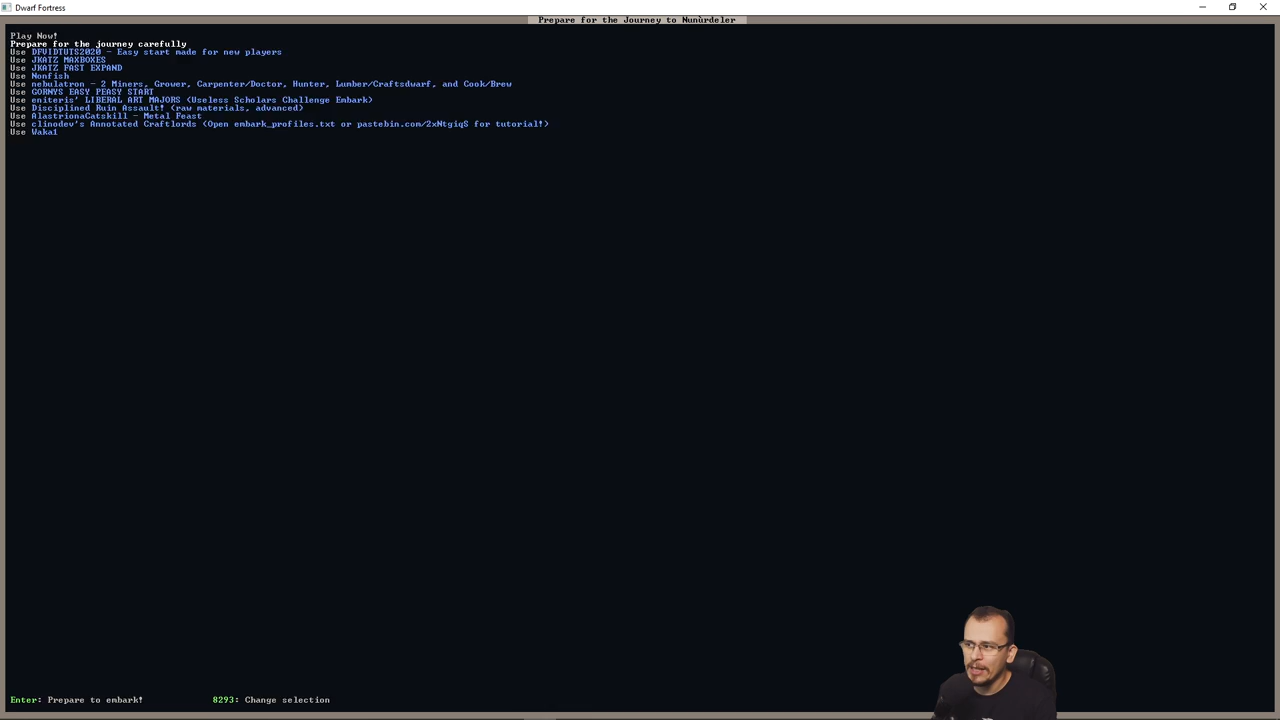 Dwarf Fortress
Prepare for the Journey to Nunùrdeler
Play Now!
Prepare for the journey carefully
Use DFVIDTUTS2020 - Easy start made for new players
Use JKATZ MAXBOXES
Use JKATZ FAST EXPAND
Use Nonfish
Use nebulatron - 2 Miners, Grower, Carpenter/Doctor, Hunter, Lumber/Craftsdwarf, and Cook/Brew
Use GORNYS EASY PEASY START
Use eniteris' LIBERAL ART MAJORS (Useless Scholars Challenge Embark)
Use Disciplined Ruin Assault! (raw materials, advanced)
Use AlastrionaCatskill - Metal Feast
Use clinodev's Annotated Craftlords (Open embark_profiles.txt or pastebin.com/2xNtgiqS for tutorial!)
Use Waka1
Enter: Prepare to embark! 8293: Change selection